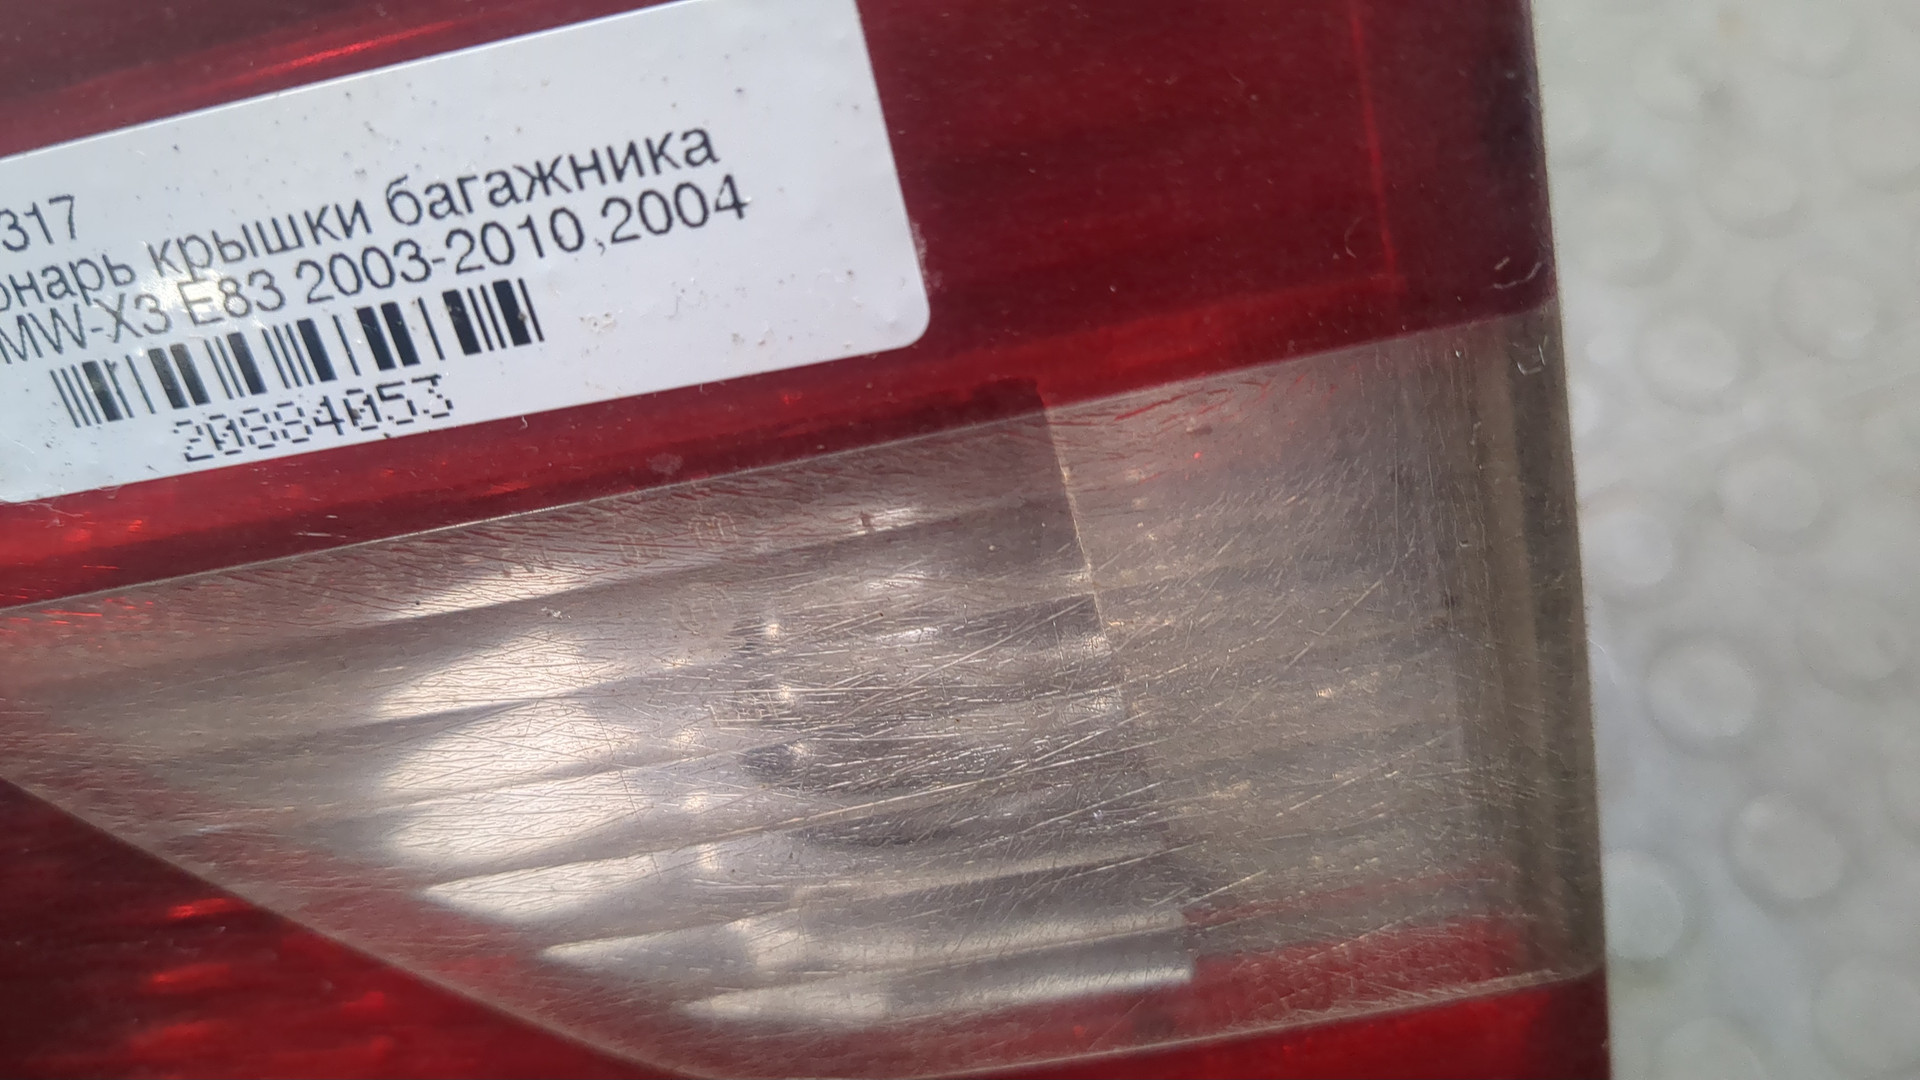 317
онарь крышки багажника
MW-X3 E83 2003-2010,2004
20884053